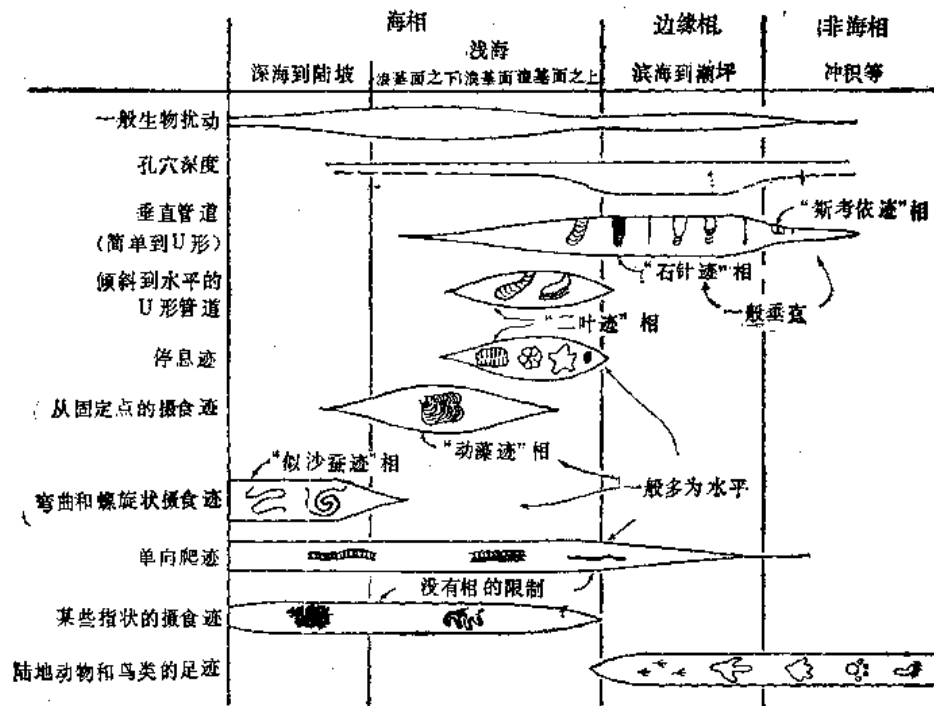 海相
边缘相
非海相
浅海
深海到陆坡
浪基面之下
浪基面
浪基面之上
滨海到潮坪
冲积等
一般生物扰动
孔穴深度
垂直管道
(简单到U形)
"斯考依迹"相
"石针迹"相
倾斜到水平的
U形管道
一般垂直
"二叶迹"相
停息迹
从固定点的摄食迹
"动藻迹"相
"似沙蚕迹"相
弯曲和螺旋状摄食迹
一般多为水平
单向爬迹
没有相的限制
某些指状的摄食迹
陆地动物和鸟类的足迹